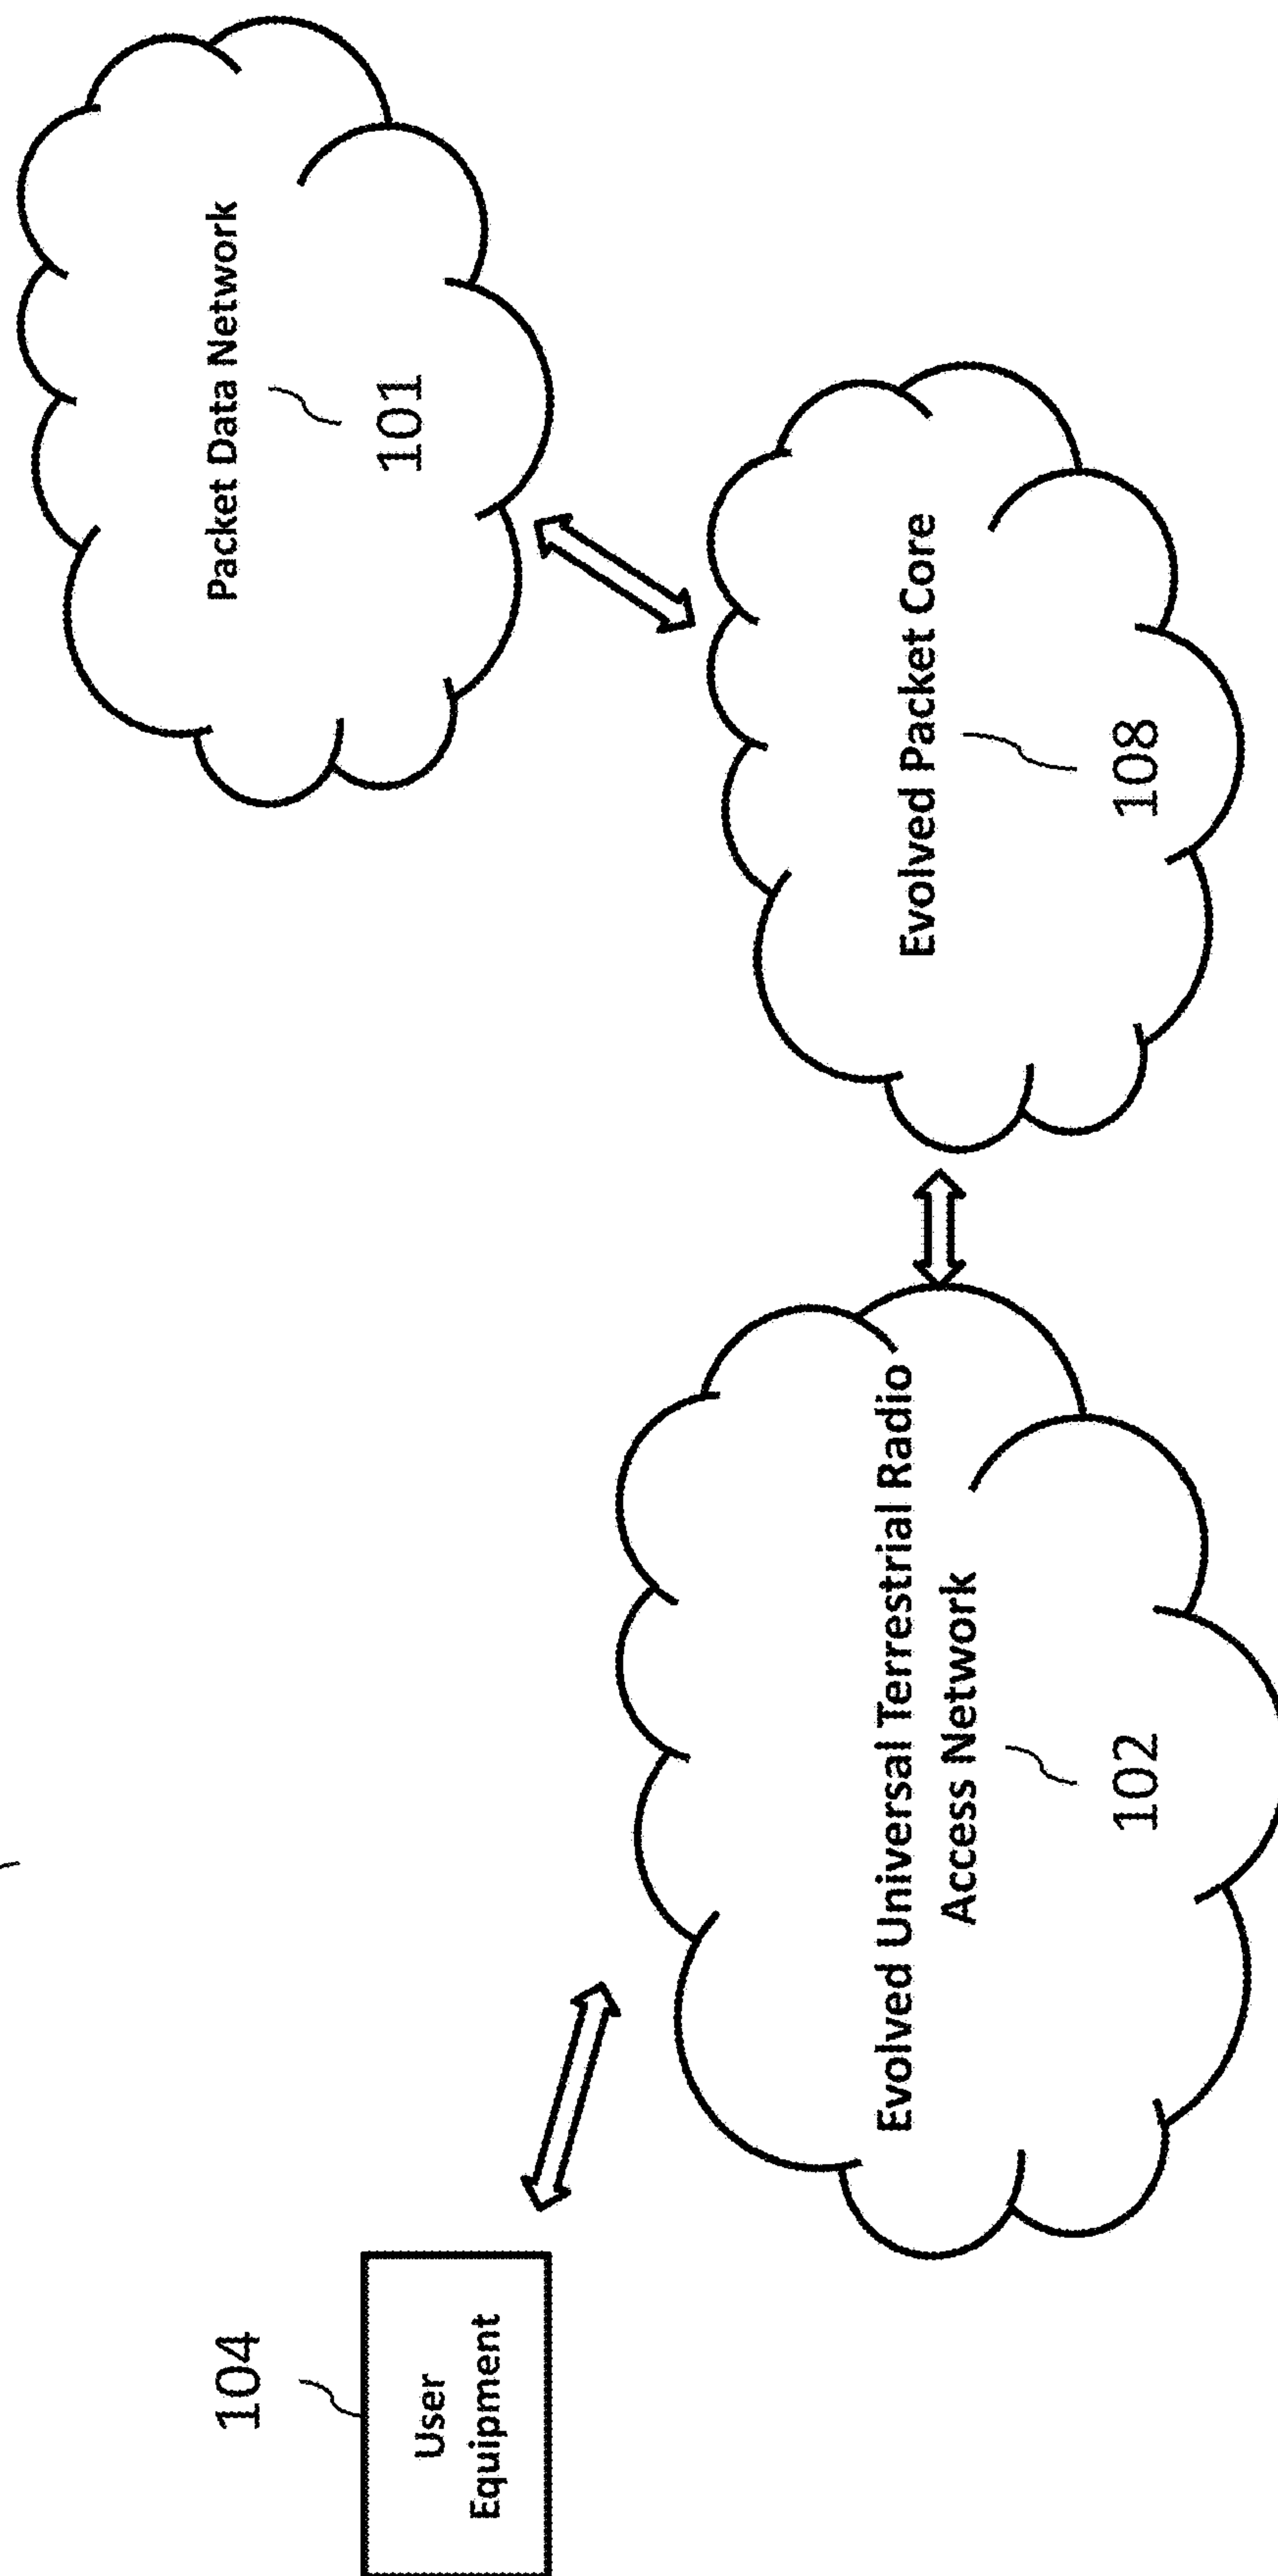 104
User
Equipment
Evolved Universal Terrestrial Radio
Access Network
102
Evolved Packet Core
108
Packet Data Network
101